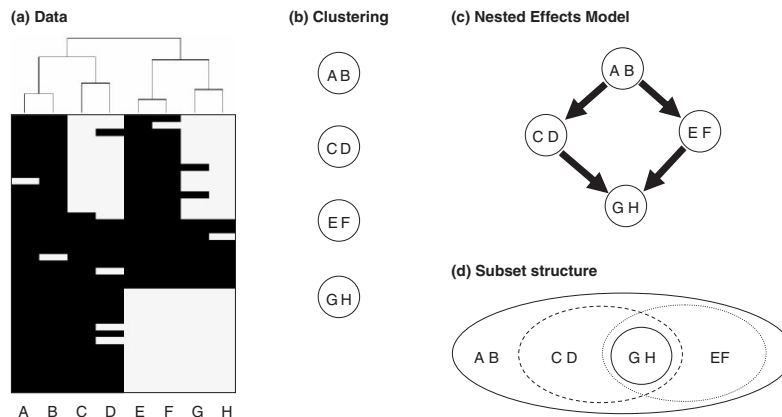 (a) Data
A B C D E F G H
(b) Clustering
A B
C D
E F
G H
(c) Nested Effects Model
A B
C D
E F
G H
(d) Subset structure
A B
C D
G H
EF